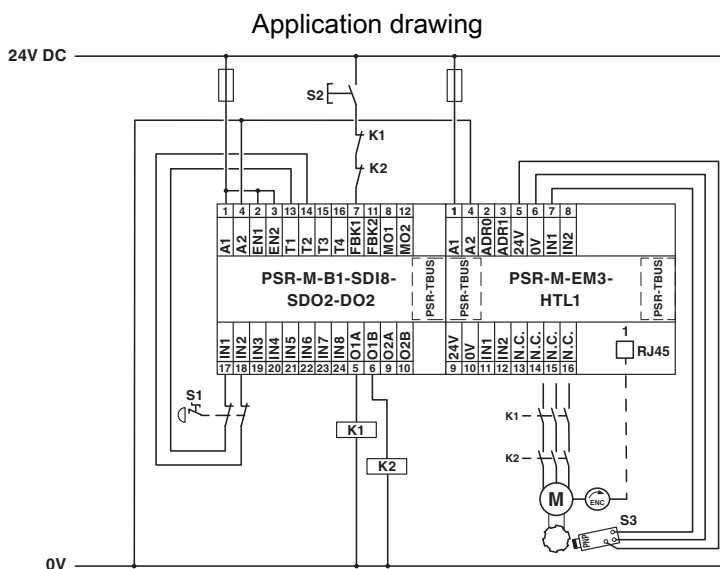 Application drawing
24V DC
S2
K1
K2
1 4 2 3 13 14 15 16 7 11 8 12
A1 A2 EN1 EN2 T1 T2 T3 T4 FBK1 FBK2 MO1 MO2
1 4 2 3 5 6 7 8
A1 A2 ADR0 ADR1 24V 0V IN1 IN2
PSR-M-B1-SDI8-
SDO2-DO2
PSR-TBUS
PSR-TBUS
PSR-M-EM3-
HTL1
PSR-TBUS
IN1 IN2 IN3 IN4 IN5 IN6 IN7 IN8 O1A O1B O2A O2B
17 18 19 20 21 22 23 24 5 6 9 10
24V 0V IN1 IN2 N.C. N.C. N.C. N.C.
9 10 11 12 13 14 15 16
1
RJ45
S1
K1
K2
K1
K2
M
ENC
S3
PNP
0V